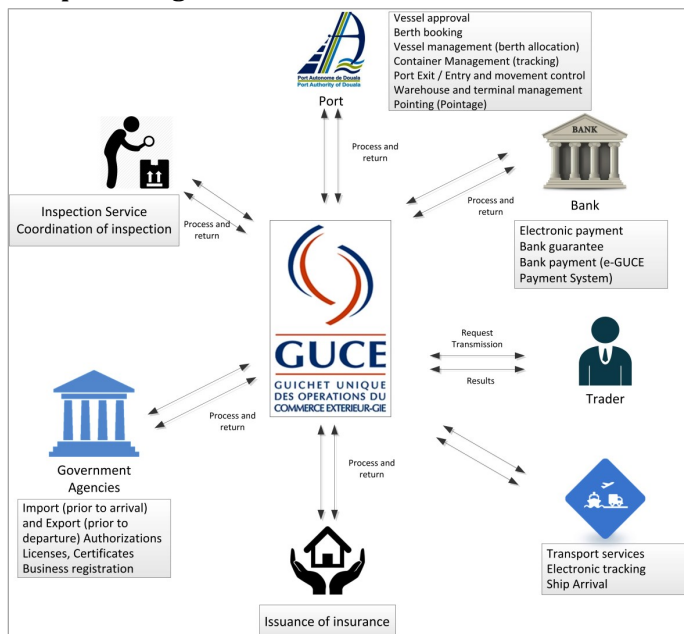 Vessel approval
Berth booking
Vessel management (berth allocation)
Container Management (tracking)
Port Exit / Entry and movement control
Warehouse and terminal management
Pointing (Pointage)
Port Autonome de Douala
Port Authority of Douala
Port
Process and
return
BANK
Bank
Process and
return
Inspection Service
Coordination of inspection
Process and
return
Electronic payment
Bank guarantee
Bank payment (e-GUCE
Payment System)
GUCE
GUICHET UNIQUE
DES OPERATIONS DU
COMMERCE EXTERIEUR-GIE
Request
Transmission
Results
Trader
Process and
return
Government
Agencies
Import (prior to arrival)
and Export (prior to
departure) Authorizations
Licenses, Certificates
Business registration
Process and
return
Issuance of insurance
Transport services
Electronic tracking
Ship Arrival